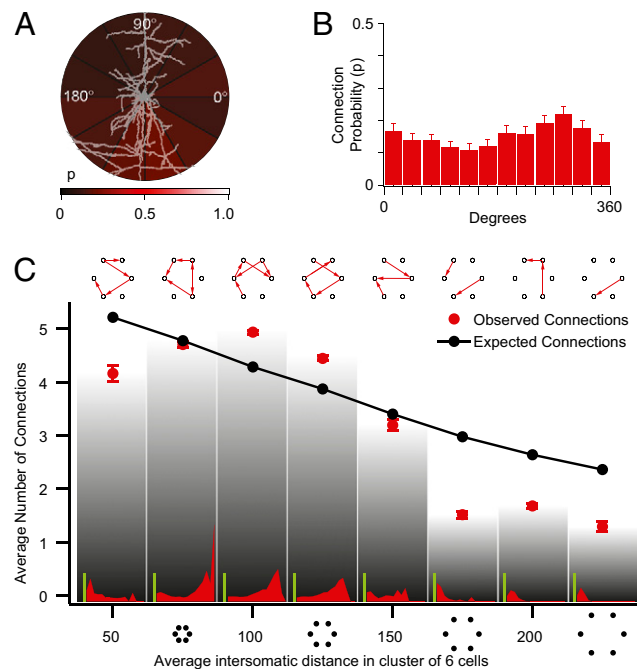 A
90°
180°
0°
p
0
0.5
1.0
B
0.5
Connection
Probability (p)
0
0
360
Degrees
C
Observed Connections
Expected Connections
Average Number of Connections
5
4
3
2
1
0
50
100
150
200
Average intersomatic distance in cluster of 6 cells